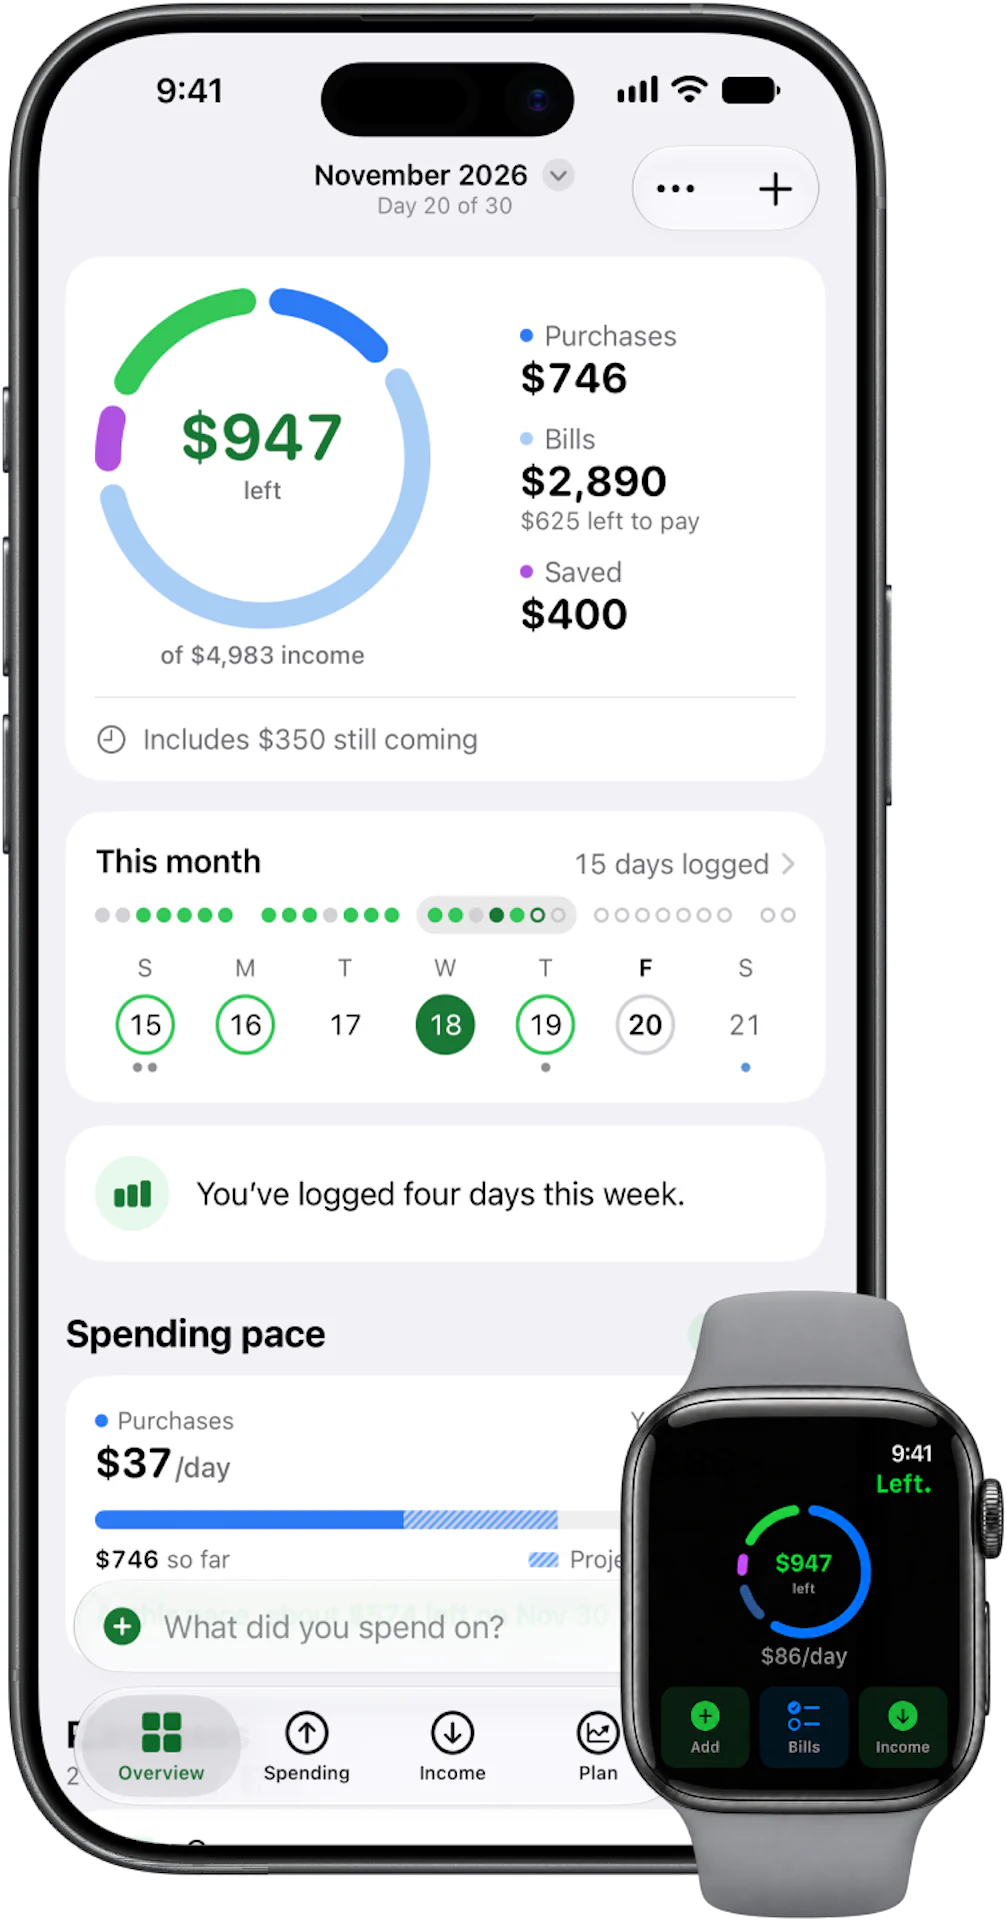 9:41
November 2026
Day 20 of 30
$947
left
of $4,983 income
Purchases
$746
Bills
$2,890
$625 left to pay
Saved
$400
Includes $350 still coming
This month
15 days logged
S M T W T F S
15 16 17 18 19 20 21
You've logged four days this week.
Spending pace
Purchases
$37/day
$746 so far
What did you spend on?
Overview
Spending
Income
Plan
9:41
Left.
$947
left
$86/day
Add
Bills
Income